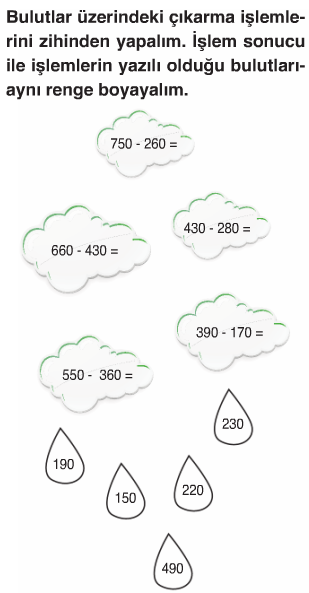 Bulutlar üzerindeki çıkarma işlemle-
rini zihinden yapalım. İşlem sonucu
ile işlemlerin yazılı olduğu bulutları-
aynı renge boyayalım.
750 - 260 =
430 - 280 =
660 - 430 =
390 - 170 =
550 - 360 =
230
190
220
150
490